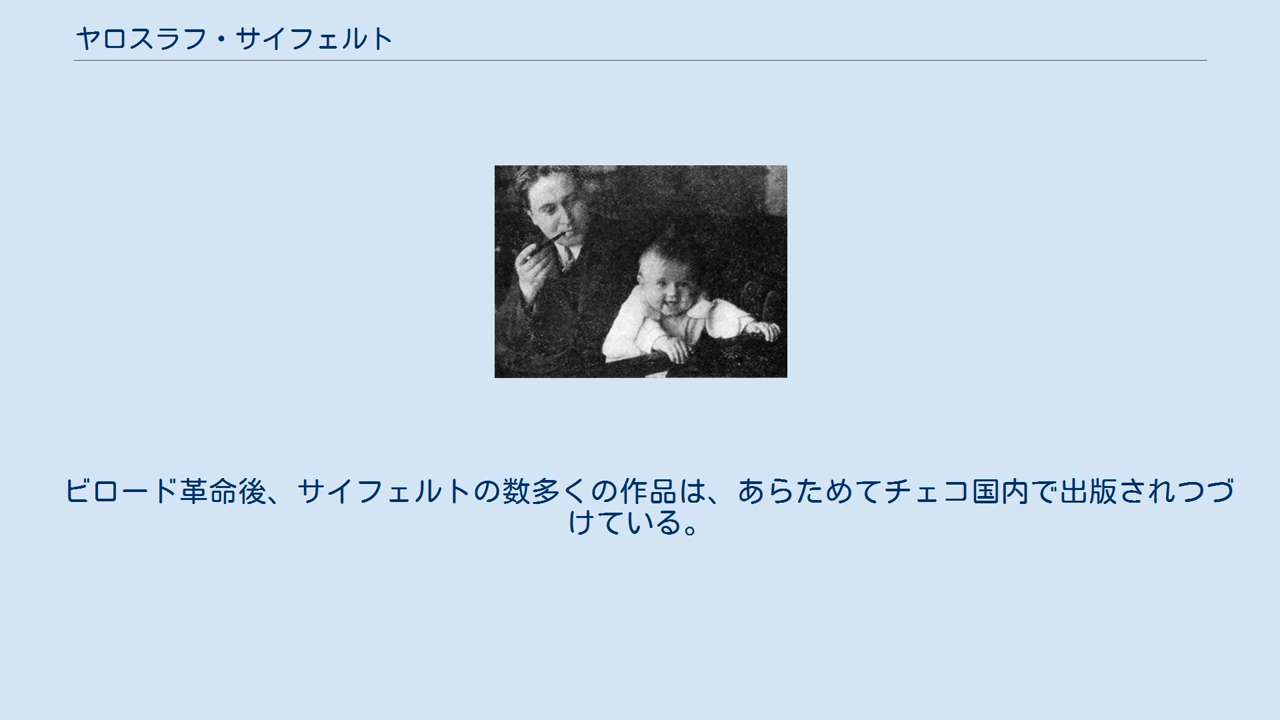 ヤロスラフ・サイフェルト
ビロード革命後、サイフェルトの数多くの作品は、あらためてチェコ国内で出版されつづ
けている。